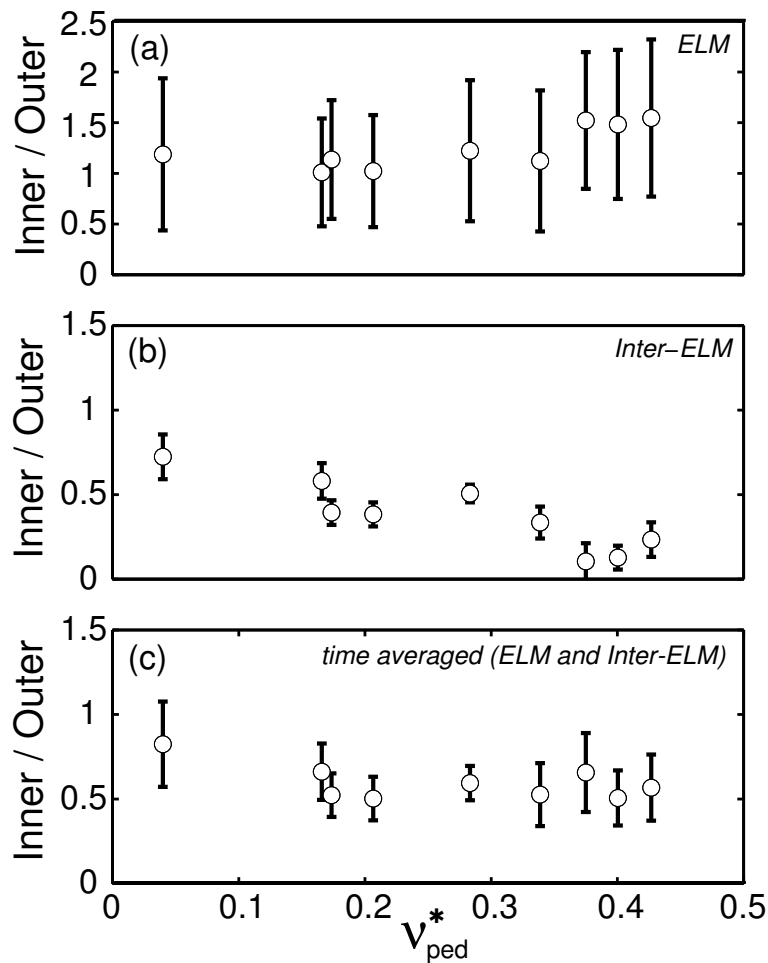 (a)
ELM
2.5
2
1.5
1
0.5
0
Inner / Outer
(b)
Inter–ELM
1.5
1
0.5
0
Inner / Outer
(c)
time averaged (ELM and Inter-ELM)
1.5
1
0.5
0
Inner / Outer
0 0.1 0.2 0.3 0.4 0.5
ν*ped